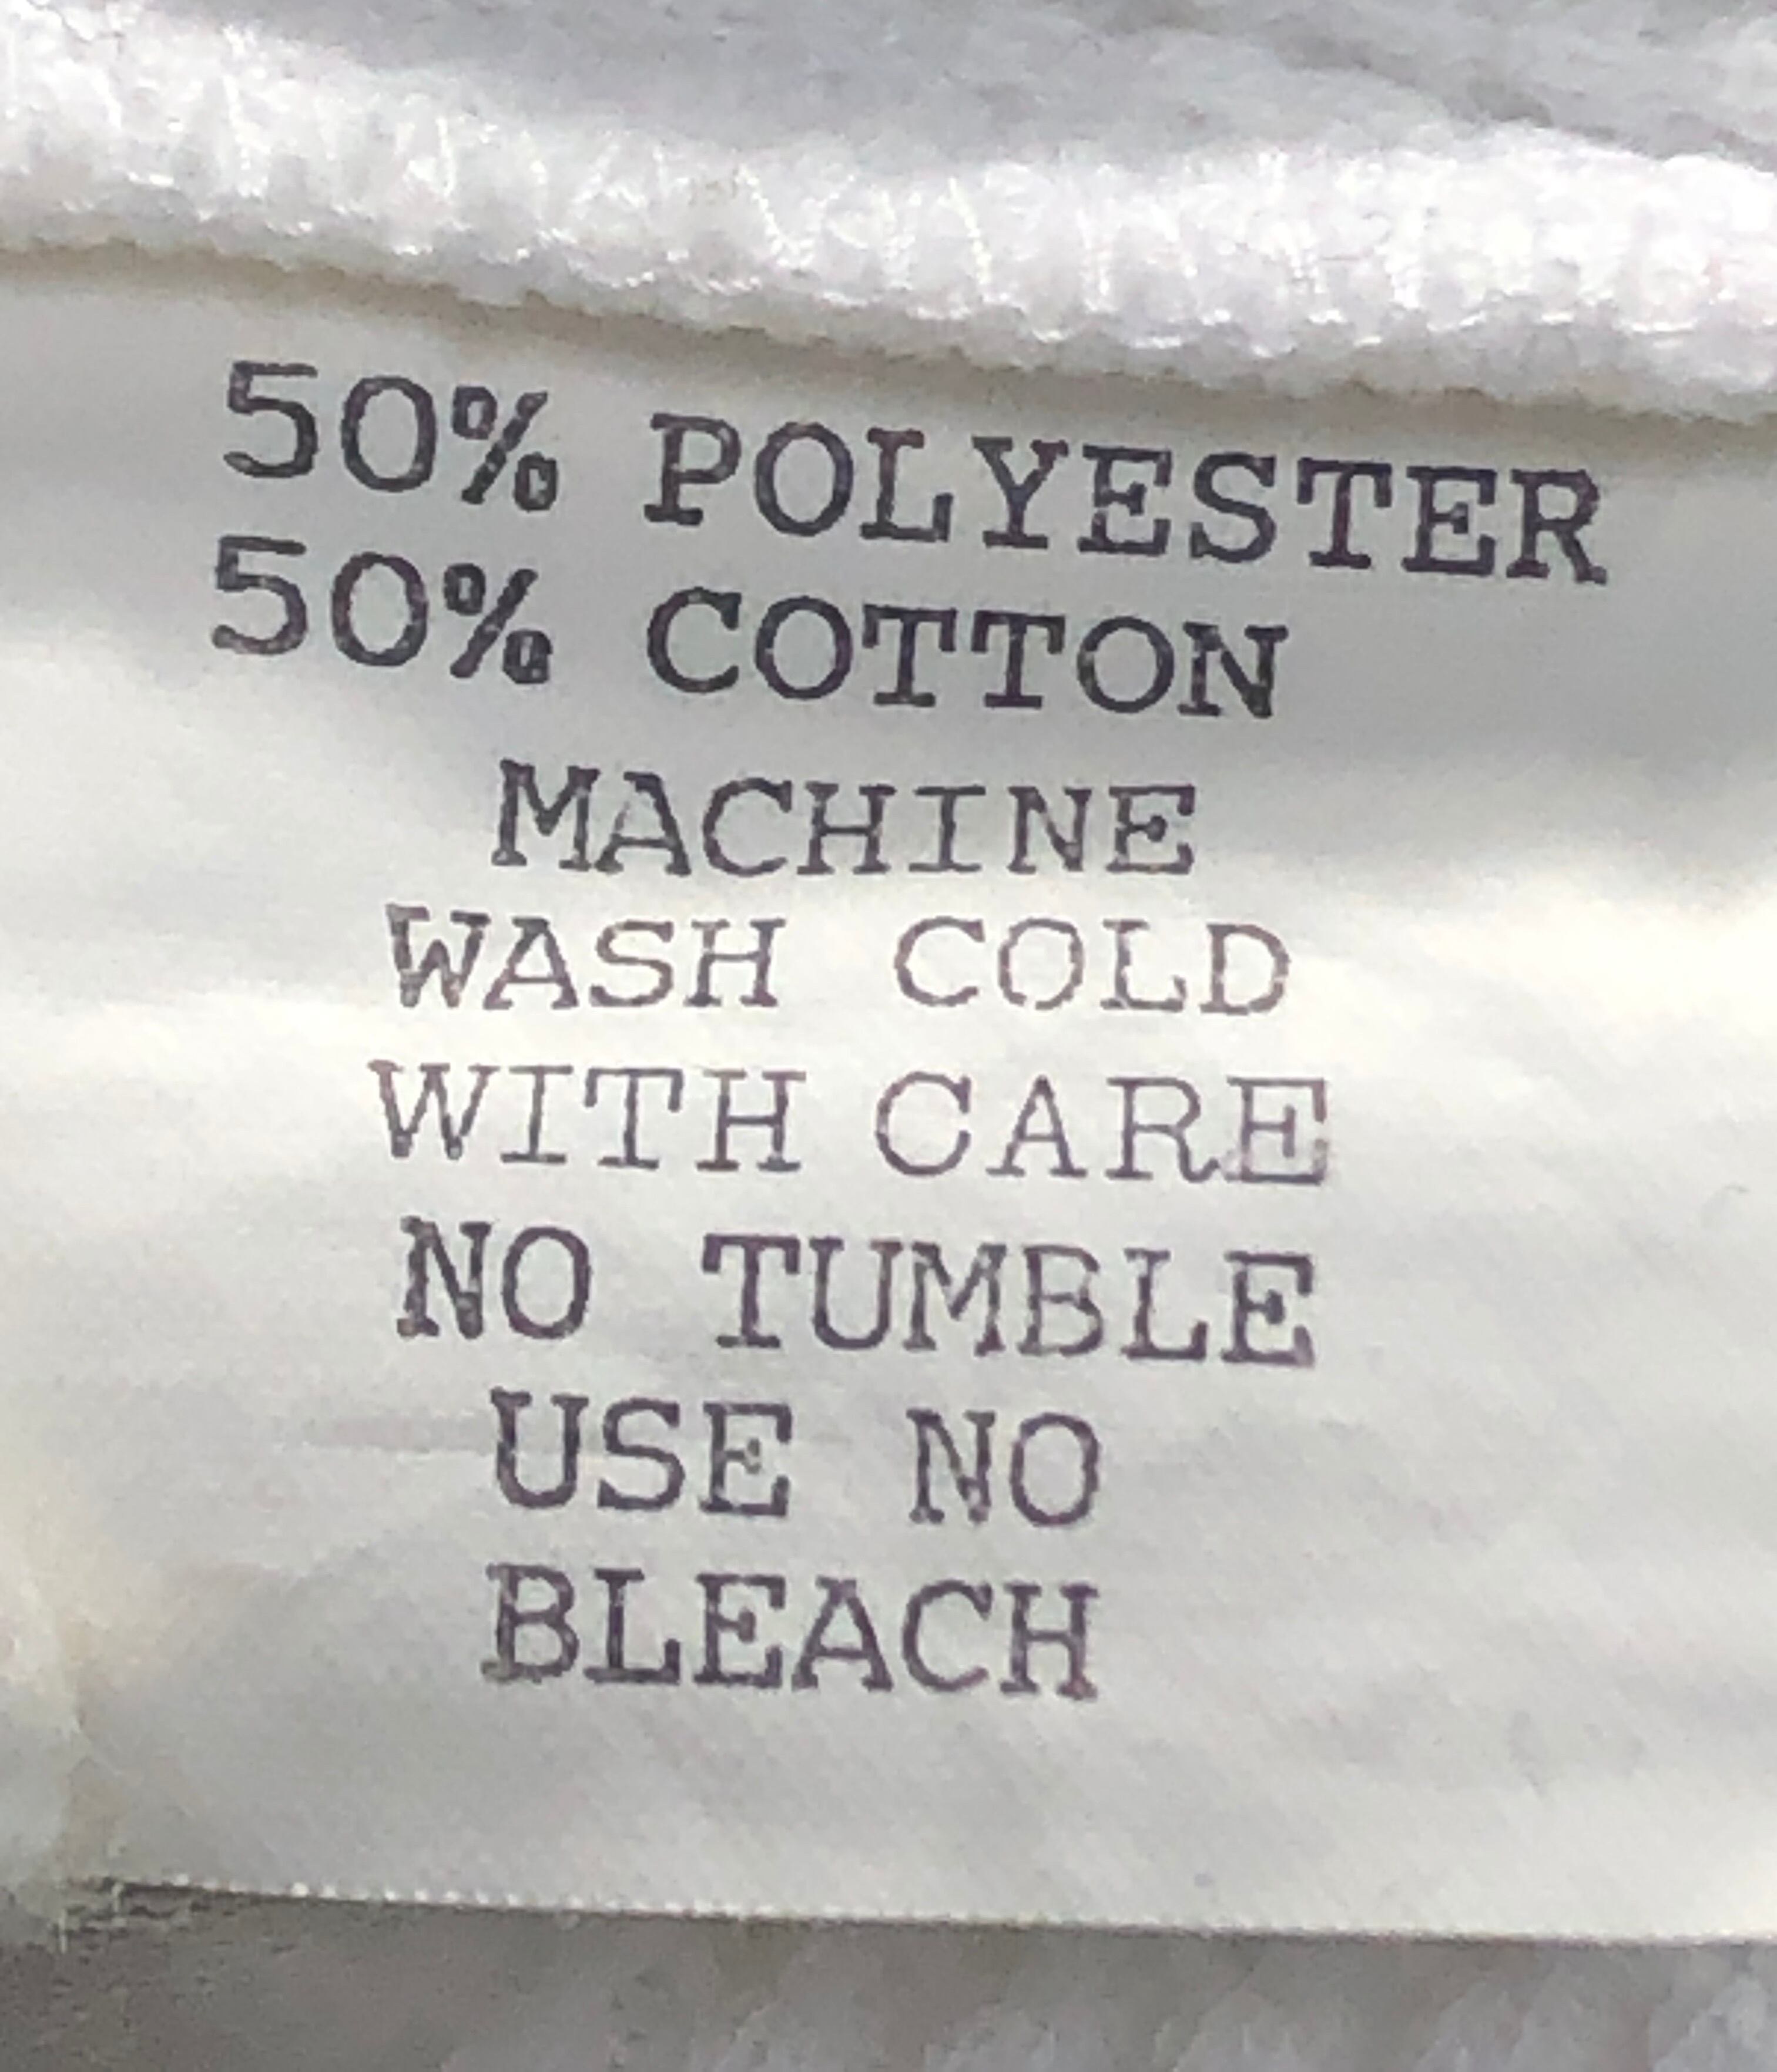 50% POLYESTER
50% COTTON
MACHINE
WASH COLD
WITH CARE
NO TUMBLE
USE NO
BLEACH